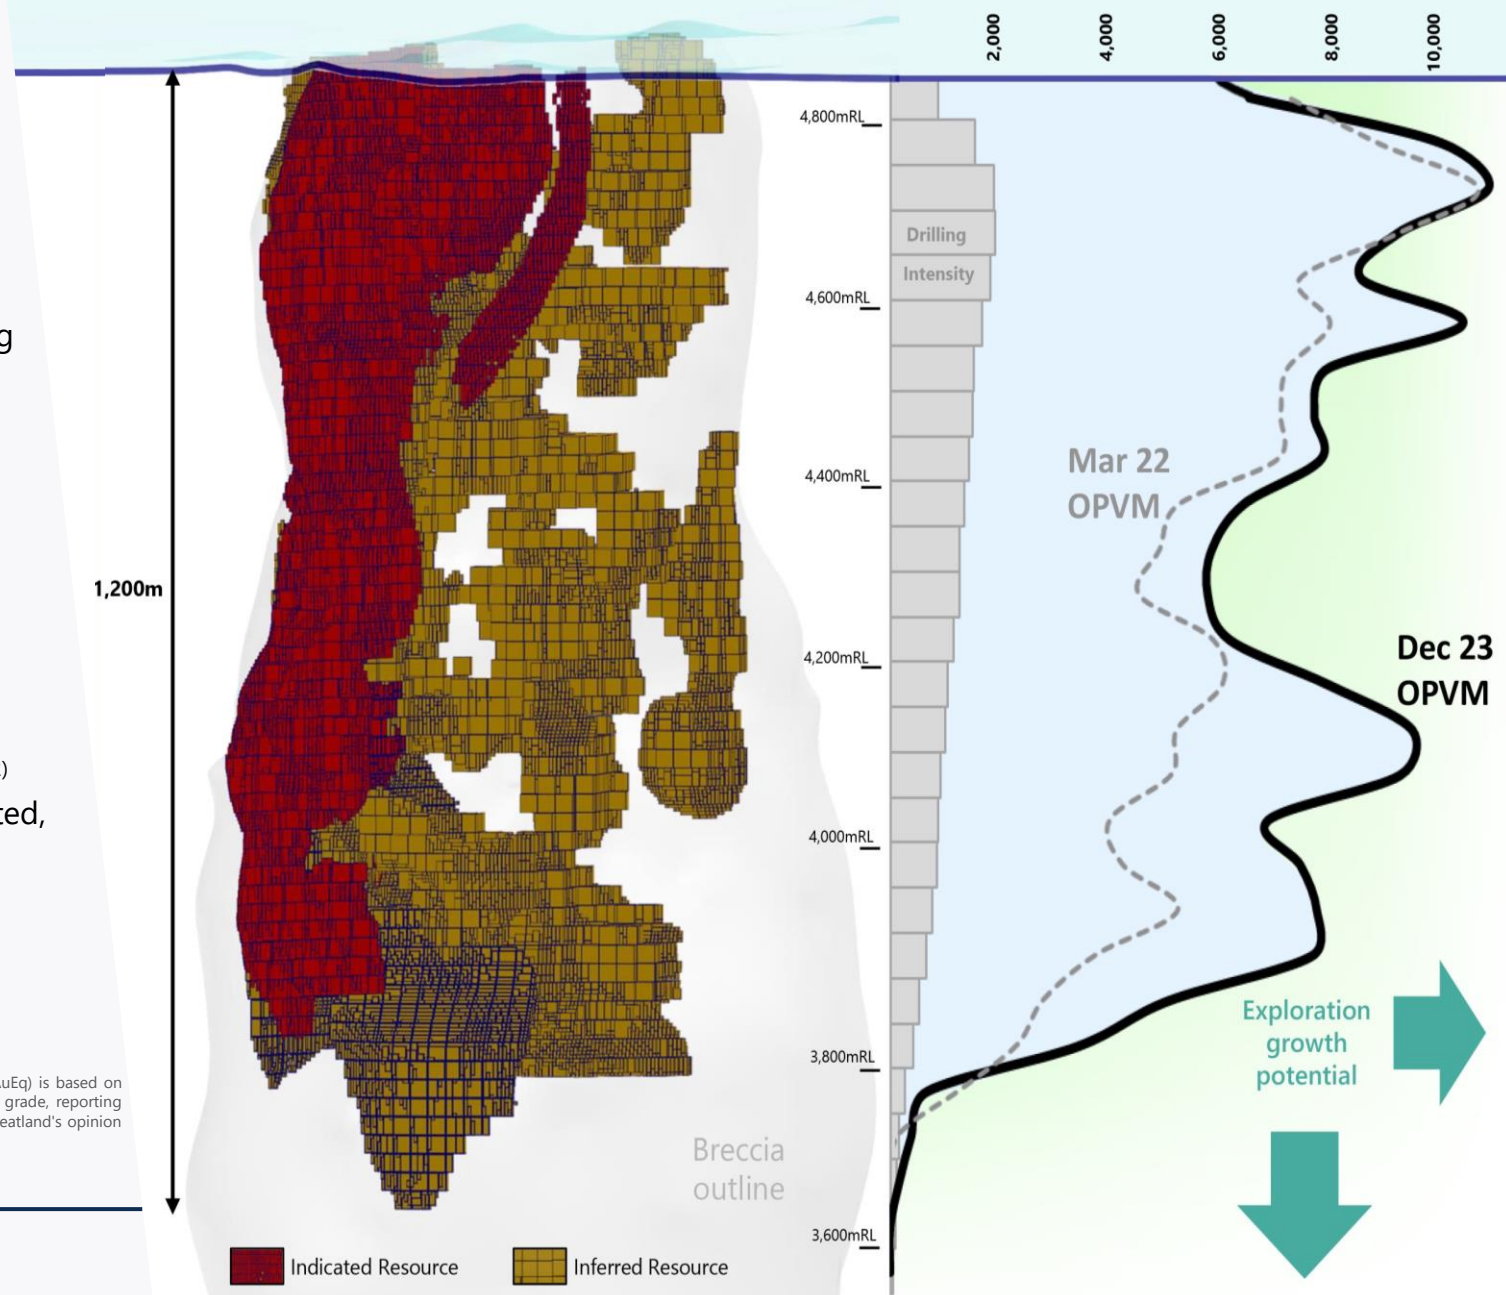 2,000
4,000
6,000
8,000
10,000
4,800mRL
Drilling
Intensity
4,600mRL
g
Mar 22
OPVM
4,400mRL
1,200m
4,200mRL
Dec 23
OPVM
4,000mRL
Exploration
growth
potential
3,800mRL
uEq) is based on
grade, reporting
eatland's opinion
Breccia
outline
3,600mRL
Indicated Resource
Inferred Resource